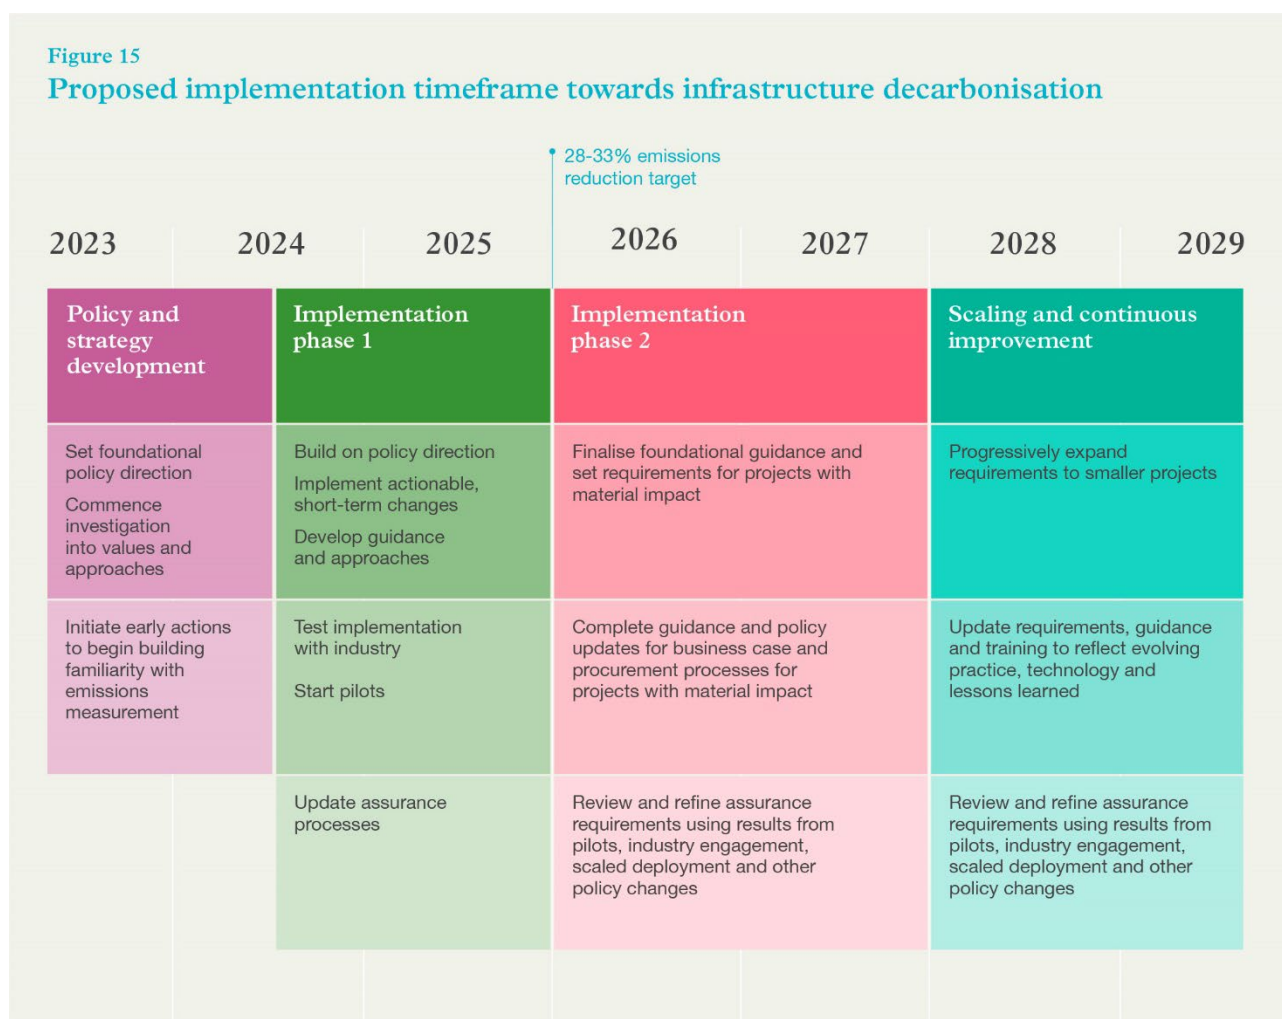 Figure 15
Proposed implementation timeframe towards infrastructure decarbonisation
28-33% emissions
reduction target
2023 2024 2025 2026 2027 2028 2029
Policy and
strategy
development
Implementation
phase 1
Implementation
phase 2
Scaling and continuous
improvement
Set foundational
policy direction
Commence
investigation
into values and
approaches
Build on policy direction
Implement actionable,
short-term changes
Develop guidance
and approaches
Finalise foundational guidance and
set requirements for projects with
material impact
Progressively expand
requirements to smaller projects
Initiate early actions
to begin building
familiarity with
emissions
measurement
Test implementation
with industry
Start pilots
Complete guidance and policy
updates for business case and
procurement processes for
projects with material impact
Update requirements, guidance
and training to reflect evolving
practice, technology and
lessons learned
Update assurance
processes
Review and refine assurance
requirements using results from
pilots, industry engagement,
scaled deployment and other
policy changes
Review and refine assurance
requirements using results from
pilots, industry engagement,
scaled deployment and other
policy changes